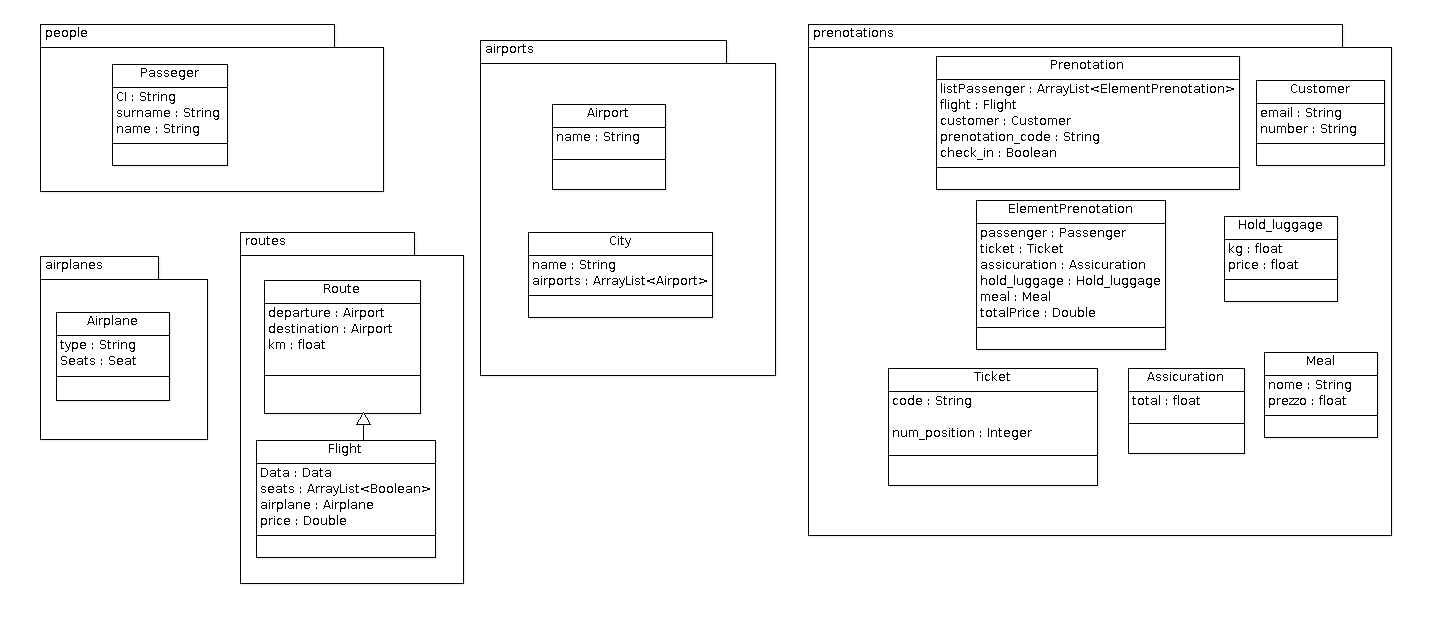 people
Passeger
CI : String
surname : String
name : String
airports
Airport
name : String
City
name : String
airports : ArrayList<Airport>
prenotations
Prenotation
listPassenger : ArrayList<ElementPrenotation>
flight : Flight
customer : Customer
prenotation_code : String
check_in : Boolean
Customer
email : String
number : String
ElementPrenotation
passenger : Passenger
ticket : Ticket
assicuration : Assicuration
hold_luggage : Hold_luggage
meal : Meal
totalPrice : Double
Hold_luggage
kg : float
price : float
Ticket
code : String
num_position : Integer
Assicuration
total : float
Meal
nome : String
prezzo : float
airplanes
Airplane
type : String
Seats : Seat
routes
Route
departure : Airport
destination : Airport
km : float
Flight
Data : Data
seats : ArrayList<Boolean>
airplane : Airplane
price : Double